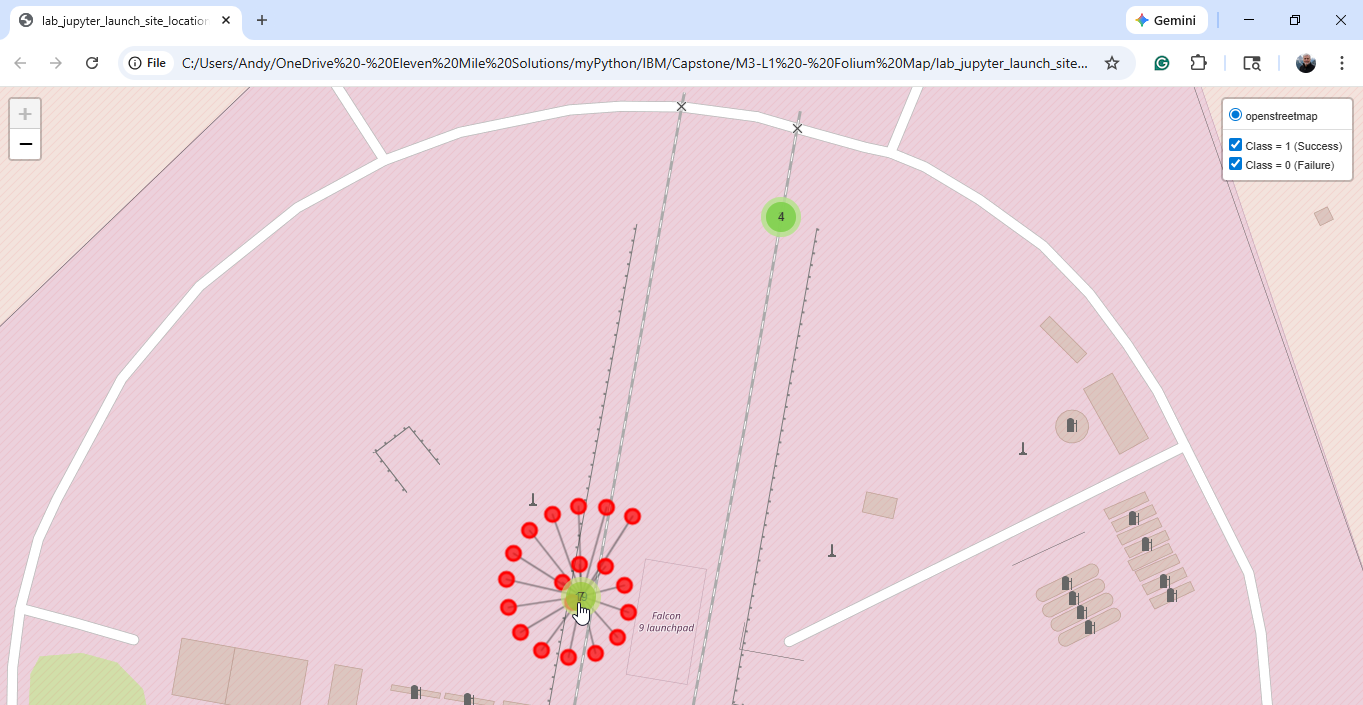 lab_jupyter_launch_site_location
Gemini
File
C:/Users/Andy/OneDrive%20-%20Eleven%20Mile%20Solutions/myPython/IBM/Capstone/M3-L1%20-%20Folium%20Map/lab_jupyter_launch_site...
+
−
openstreetmap
Class = 1 (Success)
Class = 0 (Failure)
4
7
Falcon
9 launchpad